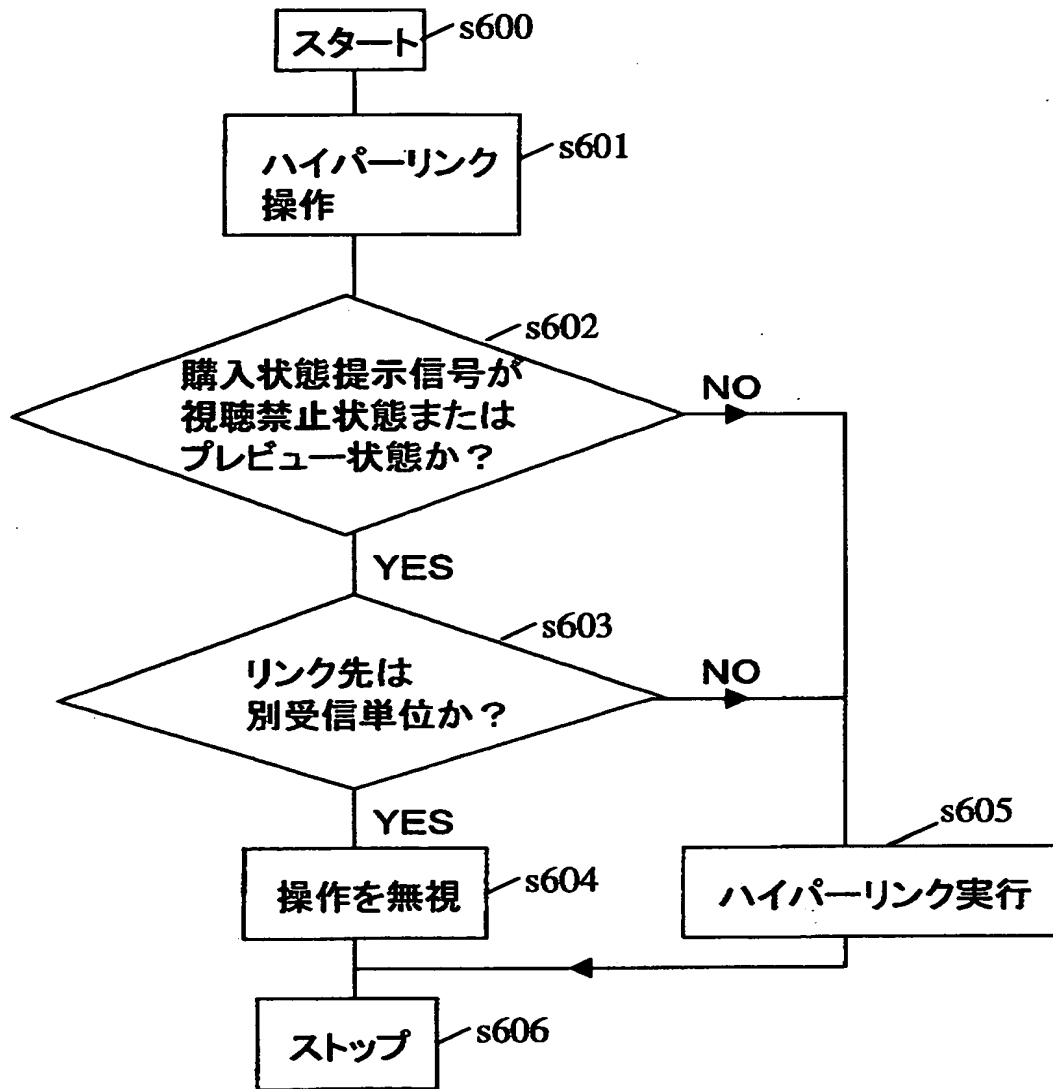 スタート
s600
ハイパーリンク
操作
s601
s602
購入状態提示信号が
視聴禁止状態または
プレビュー状態か？
NO
YES
s603
リンク先は
別受信単位か？
NO
YES
s605
操作を無視
s604
ハイパーリンク実行
ストップ
s606